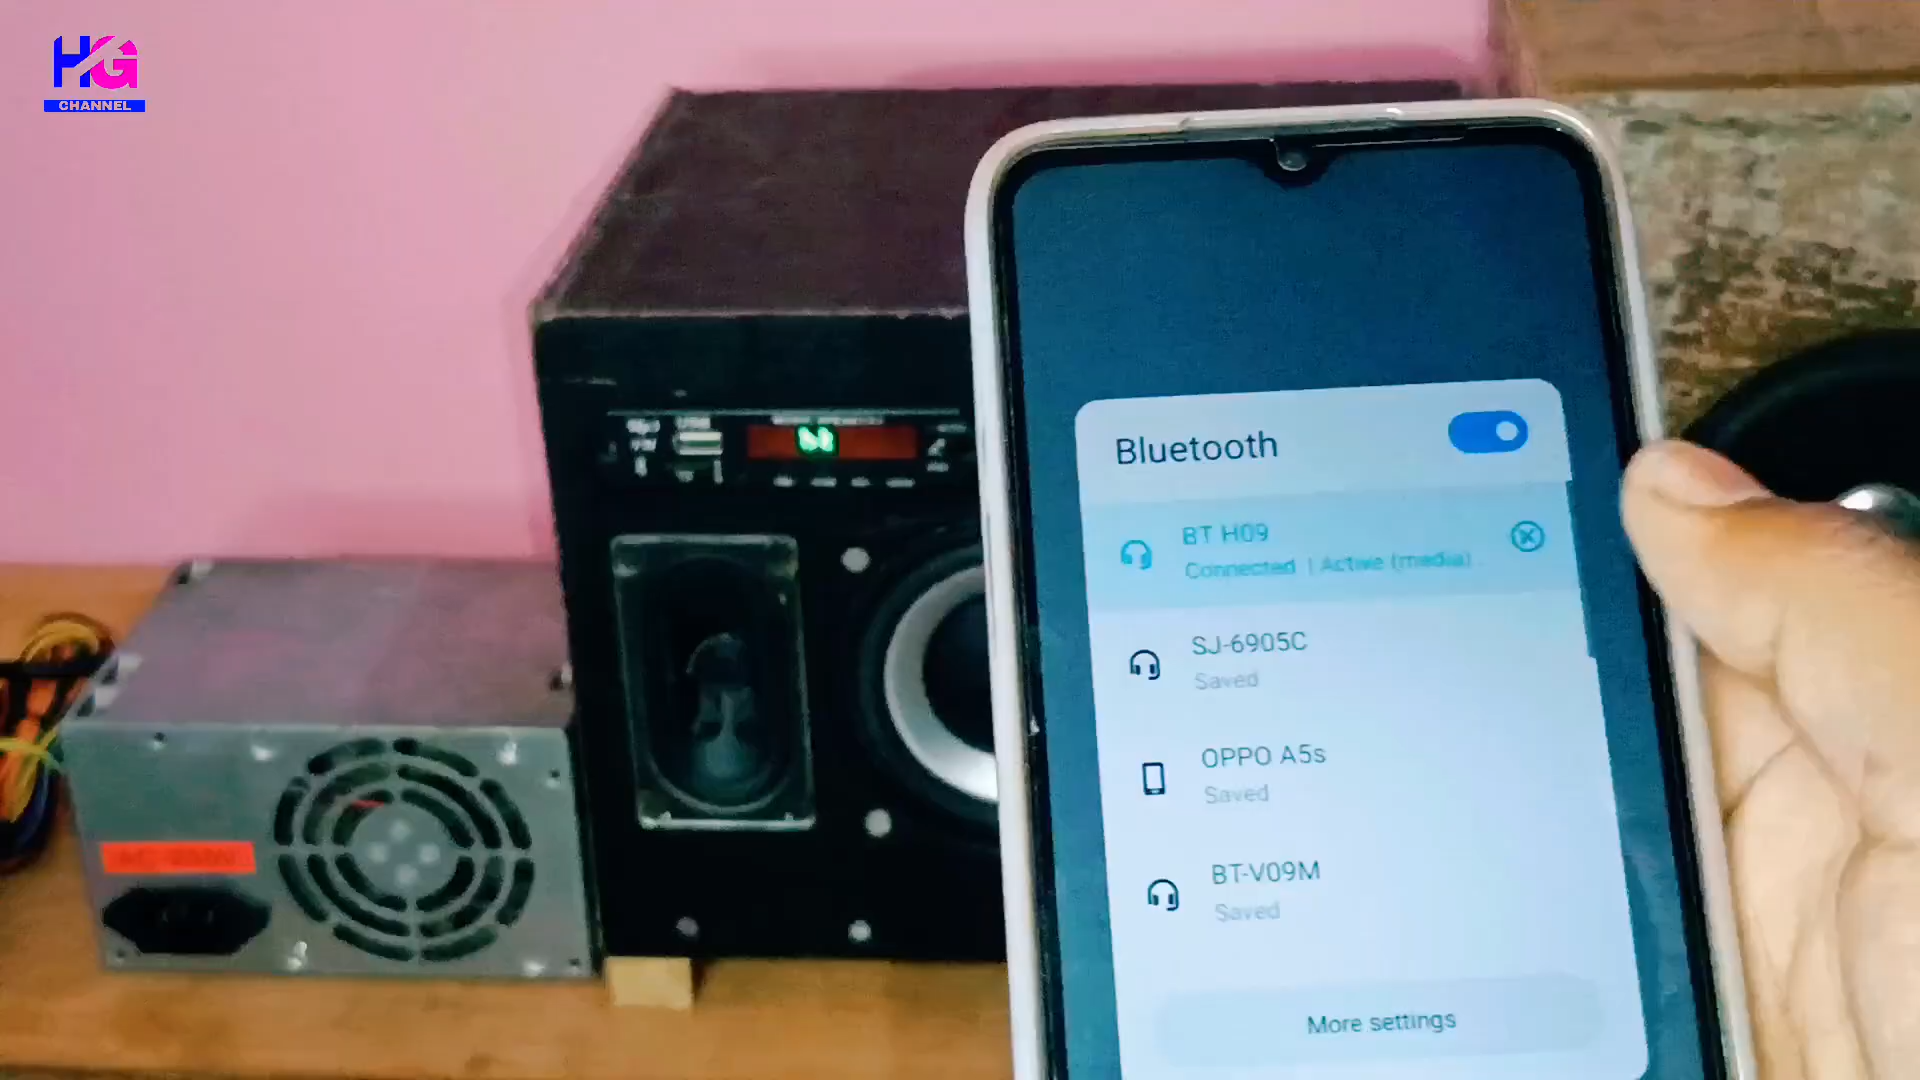 HG
CHANNEL
Bluetooth
BT H09
Connected | Active (media)
SJ-6905C
Saved
OPPO A5s
Saved
BT-V09M
Saved
More settings